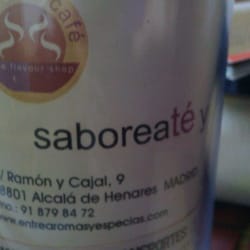 café
flavour shop
saboreaté y
/ Ramón y Cajal, 9
8801 Alcalá de Henares MADRID
no.: 91 879 84 72
www.entrearomasyespecias.com